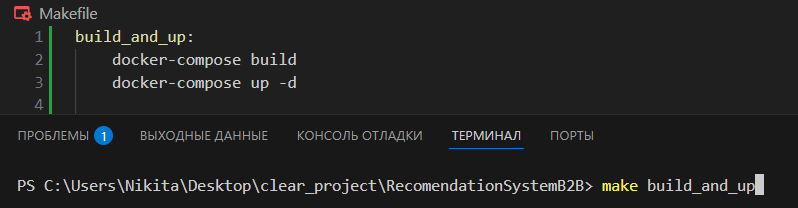 Makefile
1 build_and_up:
2 docker-compose build
3 docker-compose up -d
4
ПРОБЛЕМЫ 1 ВЫХОДНЫЕ ДАННЫЕ КОНСОЛЬ ОТЛАДКИ ТЕРМИНАЛ ПОРТЫ
PS C:\Users\Nikita\Desktop\clear_project\RecomendationSystemB2B> make build_and_up